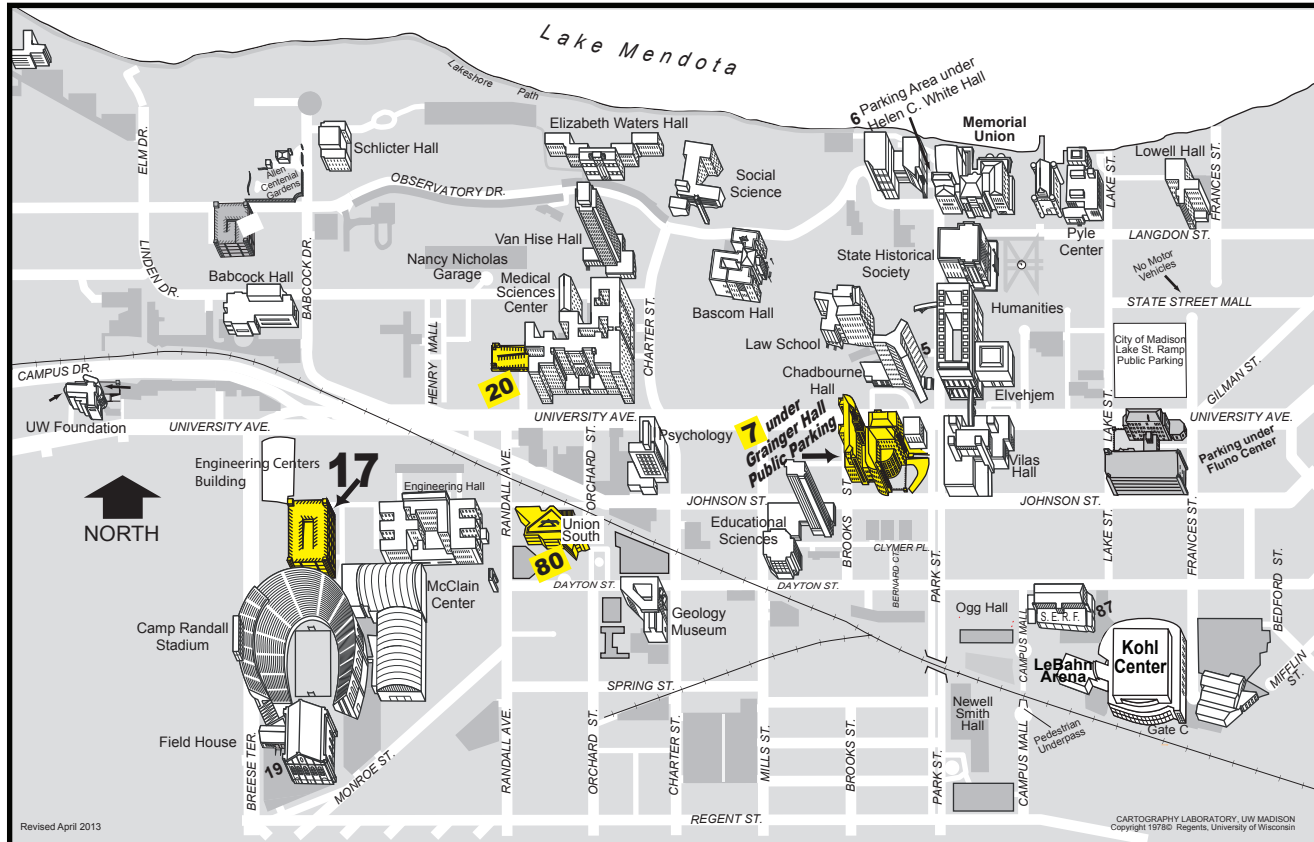 Lake Mendota
Lakeshore
Path
6 Parking Area under
Helen C. White Hall
Memorial
Union
Elizabeth Waters Hall
Schlicter Hall
Lowell Hall
ELM DR.
Allen
Centenial
Gardens
OBSERVATORY DR.
Social
Science
LAKE ST.
FRANCES ST.
Van Hise Hall
Pyle
Center
LANGDON ST.
Nancy Nicholas
Garage
State Historical
Society
No Motor
Vehicles
LINDEN DR.
Babcock Hall
BABCOCK DR.
Medical
Sciences
Center
CHARTER ST.
Bascom Hall
Humanities
STATE STREET MALL
HENRY MALL
Law School
5
City of Madison
Lake St. Ramp
Public Parking
CAMPUS DR.
20
Chadbourne
Hall
Elvehjem
GILMAN ST.
UW Foundation
UNIVERSITY AVE.
UNIVERSITY AVE.
LAKE ST.
UNIVERSITY AVE.
Psychology
7 under
Grainger Hall
Public Parking
Vilas
Hall
Parking under
Fluno Center
Engineering Centers
Building
17
Engineering Hall
RANDALL AVE.
ORCHARD ST.
NORTH
JOHNSON ST.
JOHNSON ST.
Union
South
80
Educational
Sciences
BROOKS ST.
CLYMER PL.
BERNARD CT.
PARK ST.
LAKE ST.
FRANCES ST.
BEDFORD ST.
McClain
Center
DAYTON ST.
DAYTON ST.
Geology
Museum
Ogg Hall
CAMPUS MALL
S.E.R.F.
87
Camp Randall
Stadium
Kohl
Center
LeBahn
Arena
MIFFLIN
ST.
SPRING ST.
Newell
Smith
Hall
Pedestrian
Underpass
Gate C
Field House
19
BREESE TER.
MONROE ST.
RANDALL AVE.
ORCHARD ST.
CHARTER ST.
MILLS ST.
BROOKS ST.
PARK ST.
CAMPUS MALL
REGENT ST.
Revised April 2013
CARTOGRAPHY LABORATORY, UW MADISON
Copyright 1978© Regents, University of Wisconsin